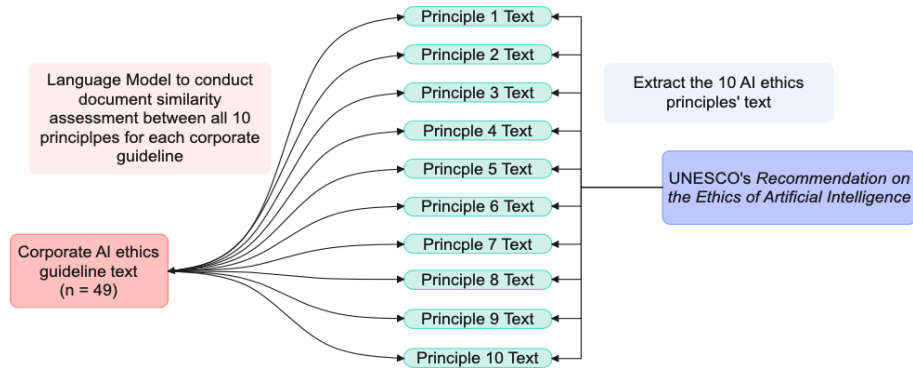 Language Model to conduct
document similarity
assessment between all 10
principlpes for each corporate
guideline
Corporate AI ethics
guideline text
(n = 49)
Principle 1 Text
Principle 2 Text
Principle 3 Text
Princple 4 Text
Principle 5 Text
Principle 6 Text
Princple 7 Text
Principle 8 Text
Principle 9 Text
Principle 10 Text
Extract the 10 AI ethics
principles' text
UNESCO's Recommendation on
the Ethics of Artificial Intelligence